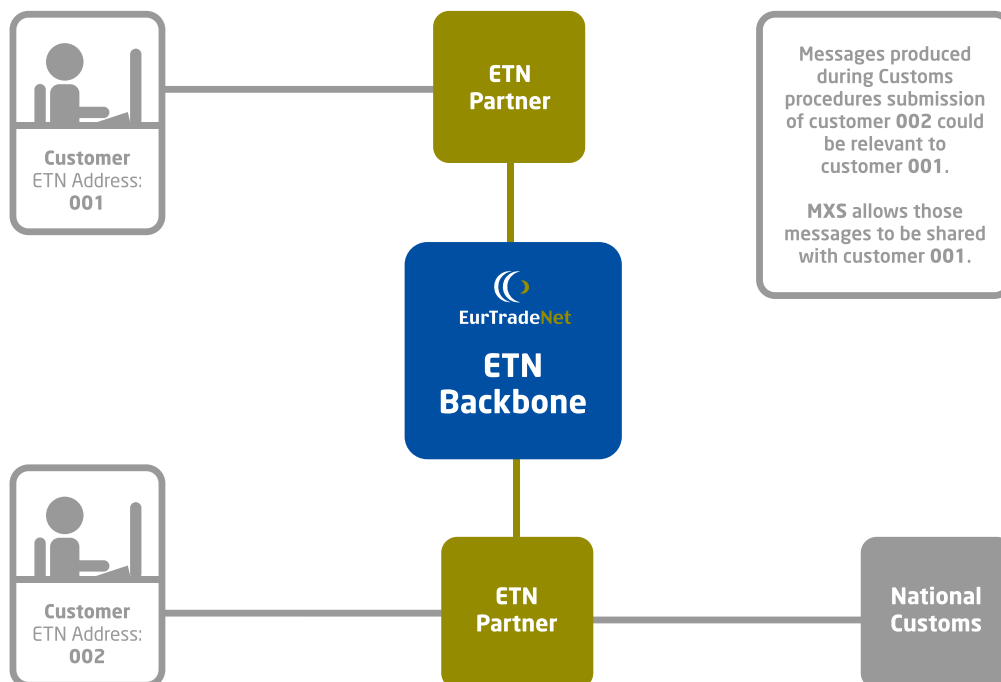 Customer
ETN Address:
001
ETN
Partner
Messages produced
during Customs
procedures submission
of customer 002 could
be relevant to
customer 001.
MXS allows those
messages to be shared
with customer 001.
EurTradeNet
ETN
Backbone
Customer
ETN Address:
002
ETN
Partner
National
Customs